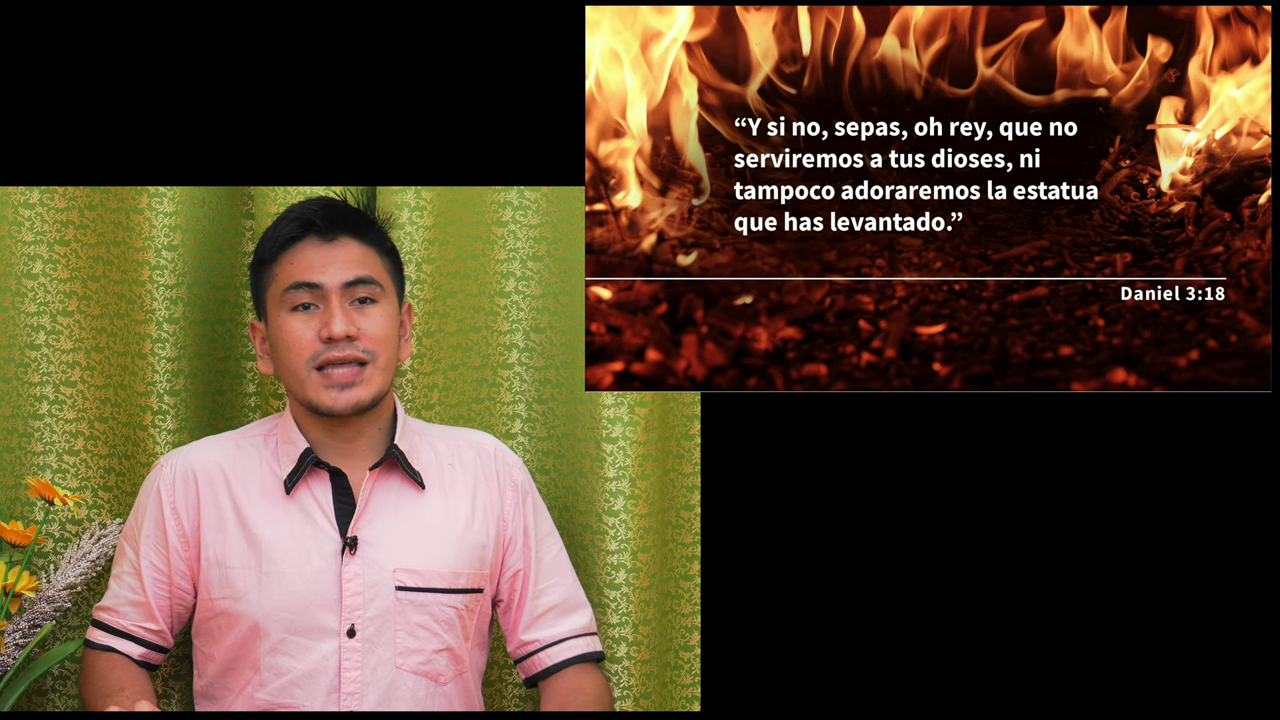 “Y si no, sepas, oh rey, que no
serviremos a tus dioses, ni
tampoco adoraremos la estatua
que has levantado.”
Daniel 3:18